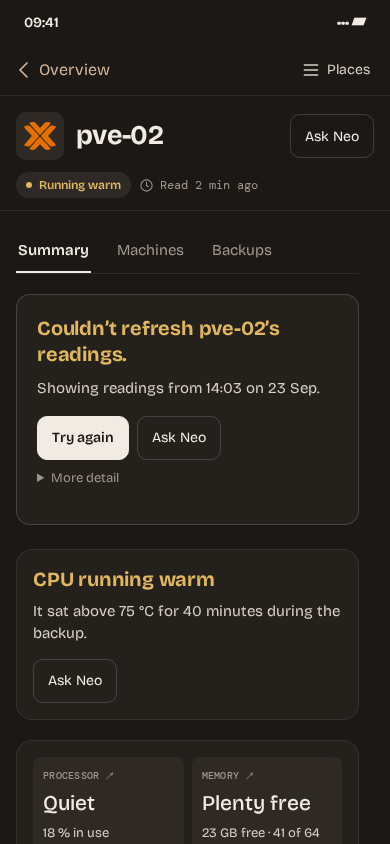 09:41
Overview
Places
pve-02
Ask Neo
Running warm
Read 2 min ago
Summary
Machines
Backups
Couldn't refresh pve-02's
readings.
Showing readings from 14:03 on 23 Sep.
Try again
Ask Neo
More detail
CPU running warm
It sat above 75 °C for 40 minutes during the
backup.
Ask Neo
PROCESSOR
MEMORY
Quiet
Plenty free
18 % in use
23 GB free · 41 of 64